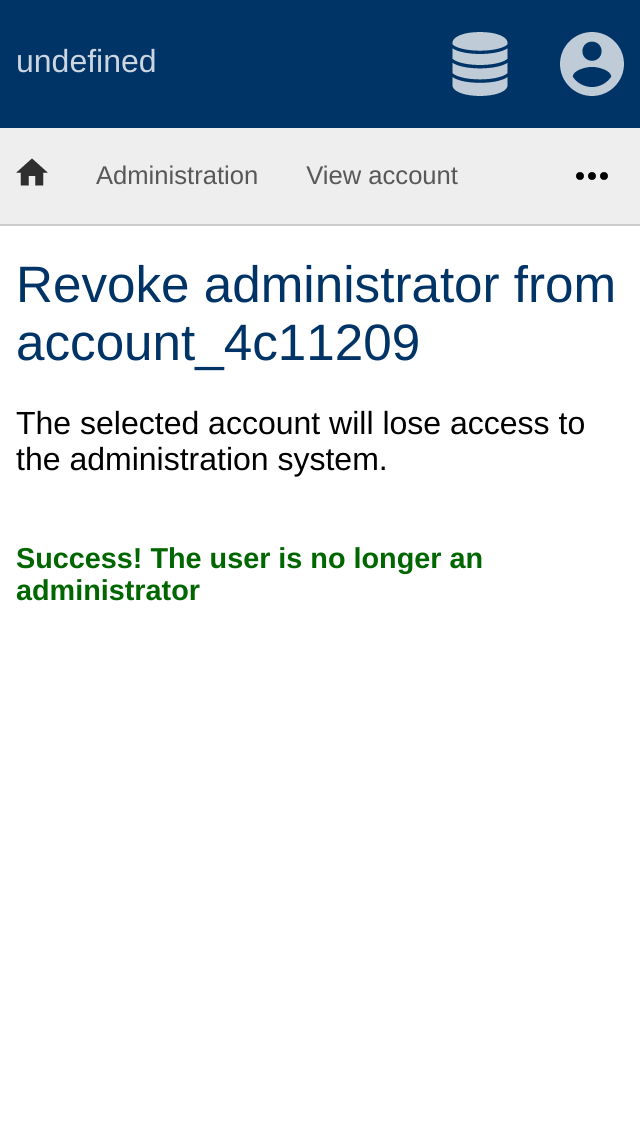 undefined
Administration
View account
Revoke administrator from
account_4c11209
The selected account will lose access to
the administration system.
Success! The user is no longer an
administrator